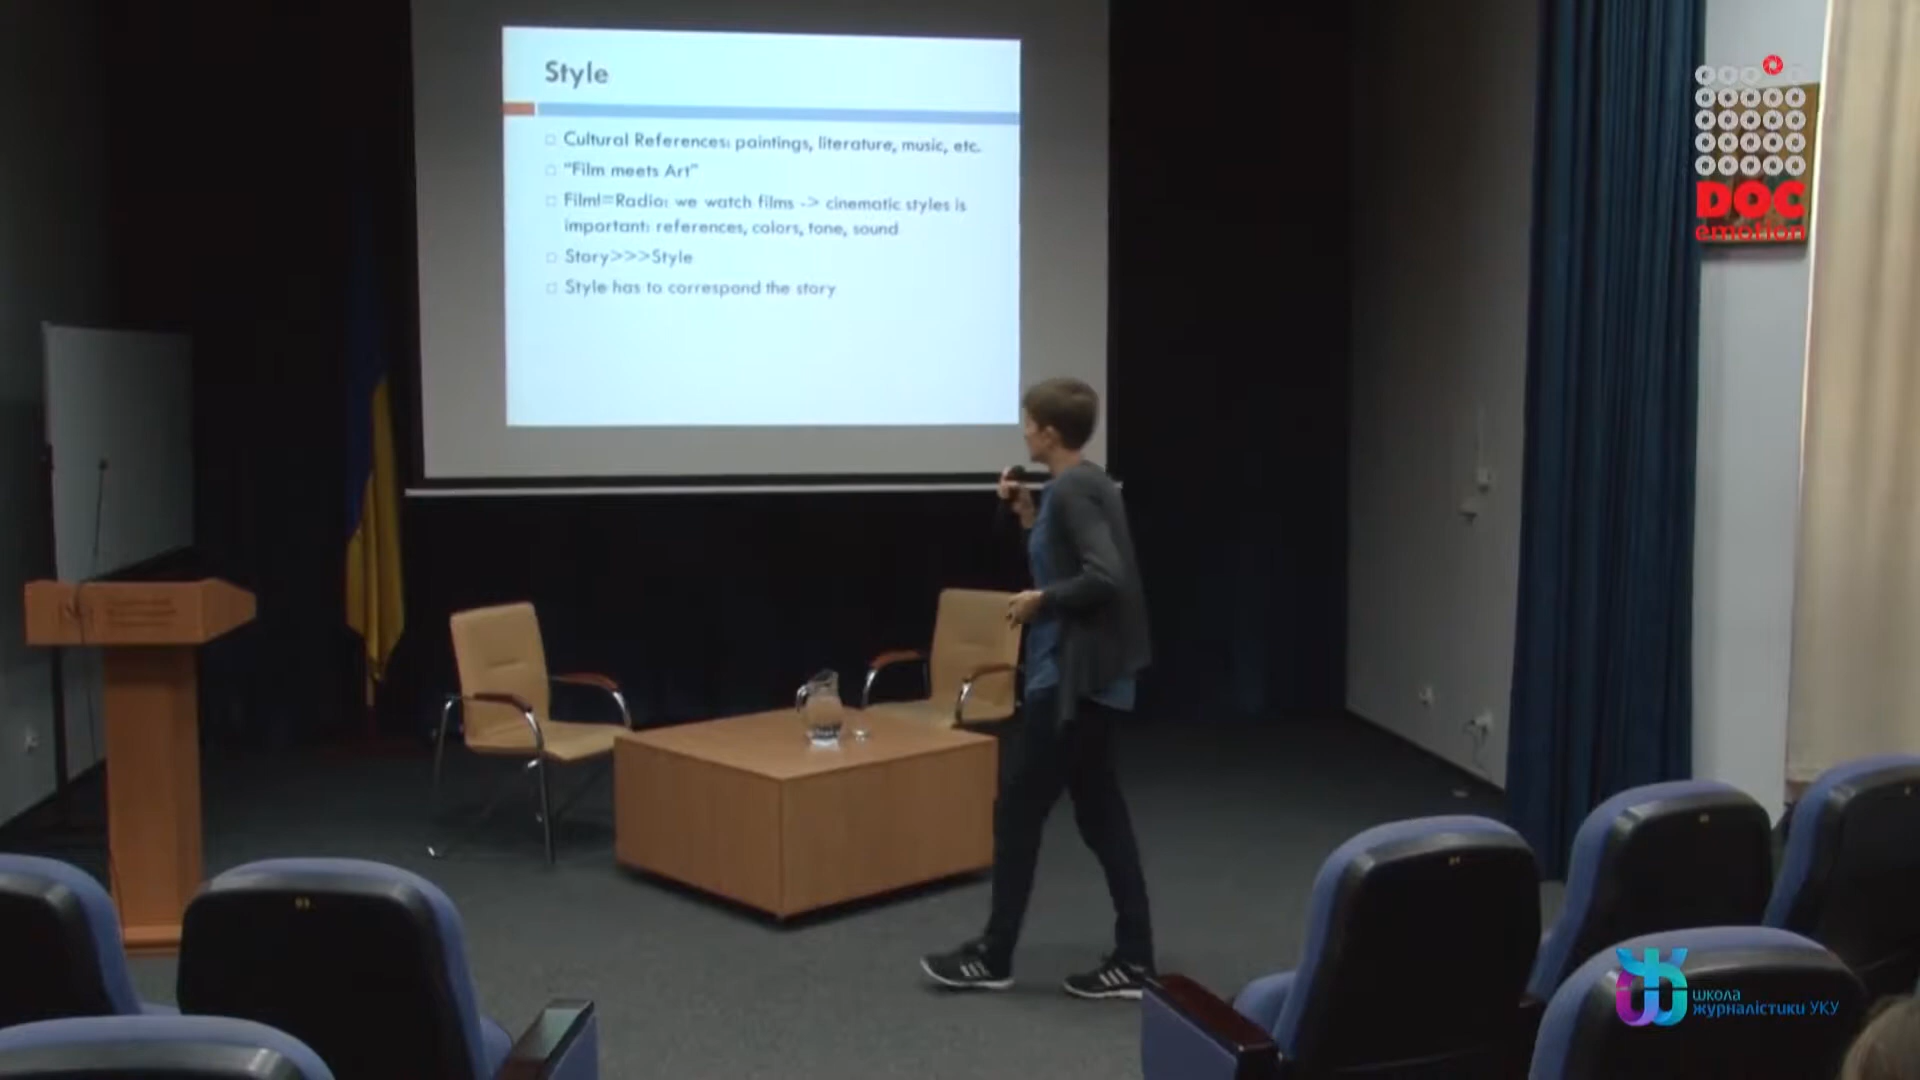 Style
Cultural References: paintings, literature, music, etc.
"Film meets Art"
Film!=Radio: we watch films -> cinematic styles is
important: references, colors, tone, sound
Story>>>Style
Style has to correspond the story
DOC
emotion
школа
журналістики УКУ